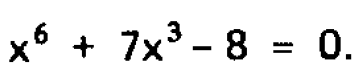 x⁶ + 7x³ – 8 = 0.